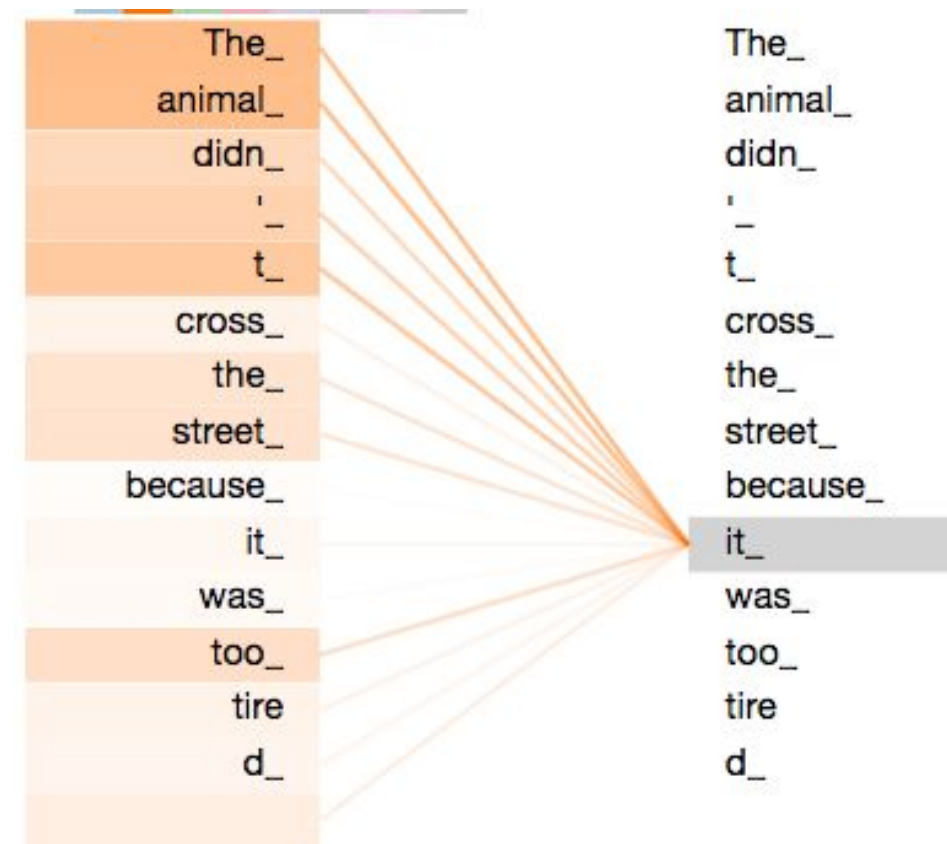 The_ The_
animal_ animal_
didn_ didn_
'_ '_
t_ t_
cross_ cross_
the_ the_
street_ street_
because_ because_
it_ it_
was_ was_
too_ too_
tire tire
d_ d_